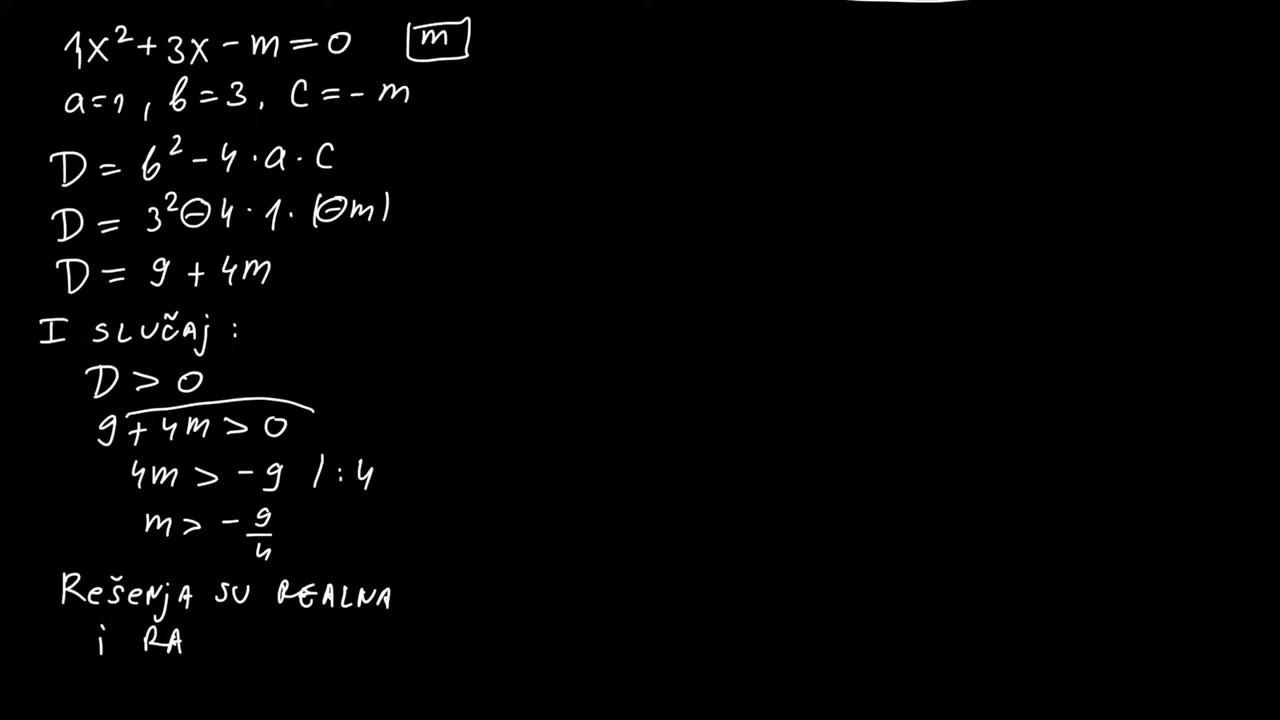 1x² + 3x - m = 0 m
a = 1, b = 3, c = - m
D = b² - 4 · a · c
D = 3² - 4 · 1 · (-m)
D = 9 + 4m
I SLUČAj :
D > 0
9 + 4m > 0
4m > - 9 / : 4
m > - 9/4
Rešenja su REALNA
i RA